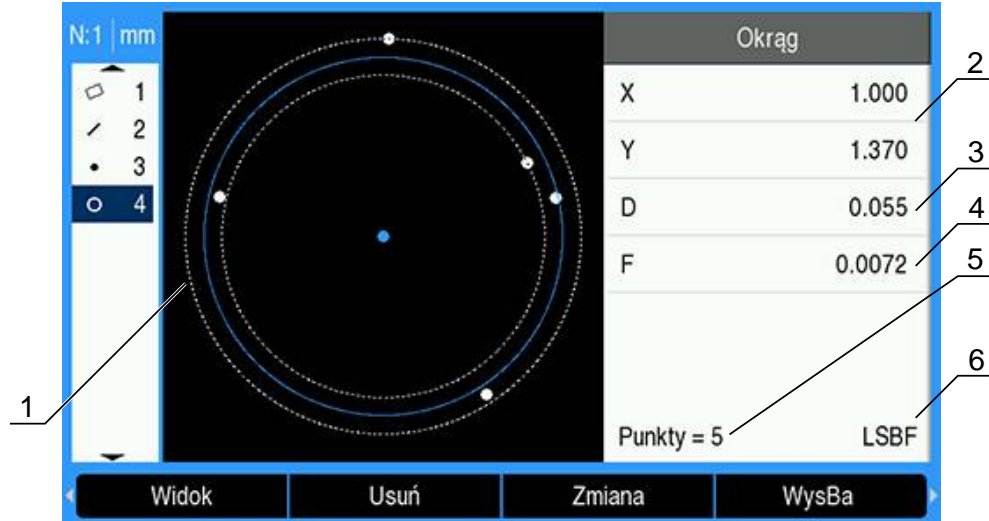 N:1 mm
Okrąg
1
2
3
4
X 1.000
Y 1.370
D 0.055
F 0.0072
Punkty = 5 LSBF
Widok Usuń Zmiana WysBa
1
2
3
4
5
6